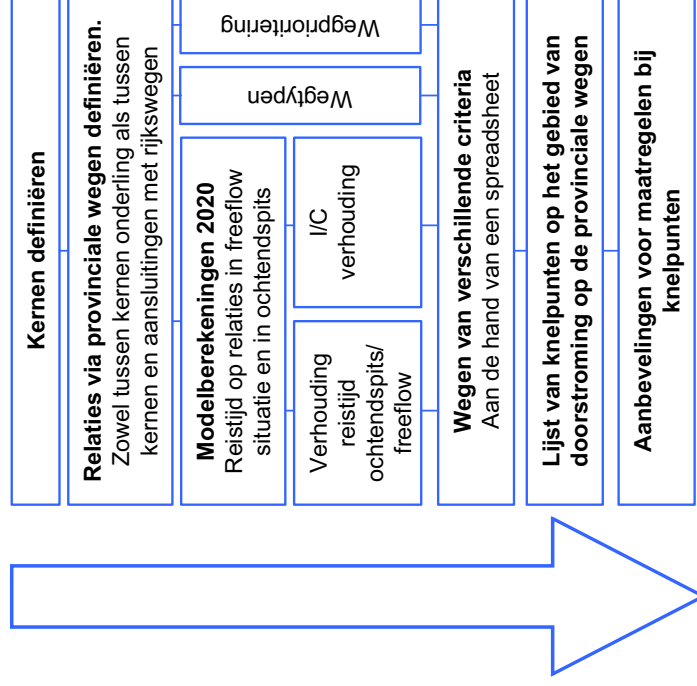 Kernen definiëren
Relaties via provinciale wegen definiëren.
Zowel tussen kernen onderling als tussen
kernen en aansluitingen met rijkswegen
Modelberekeningen 2020
Reistijd op relaties in freeflow
situatie en in ochtendspits
Wegtypen
Wegprioritering
Verhouding
reistijd
ochtendspits/
freeflow
I/C
verhouding
Wegen van verschillende criteria
Aan de hand van een spreadsheet
Lijst van knelpunten op het gebied van
doorstroming op de provinciale wegen
Aanbevelingen voor maatregelen bij
knelpunten